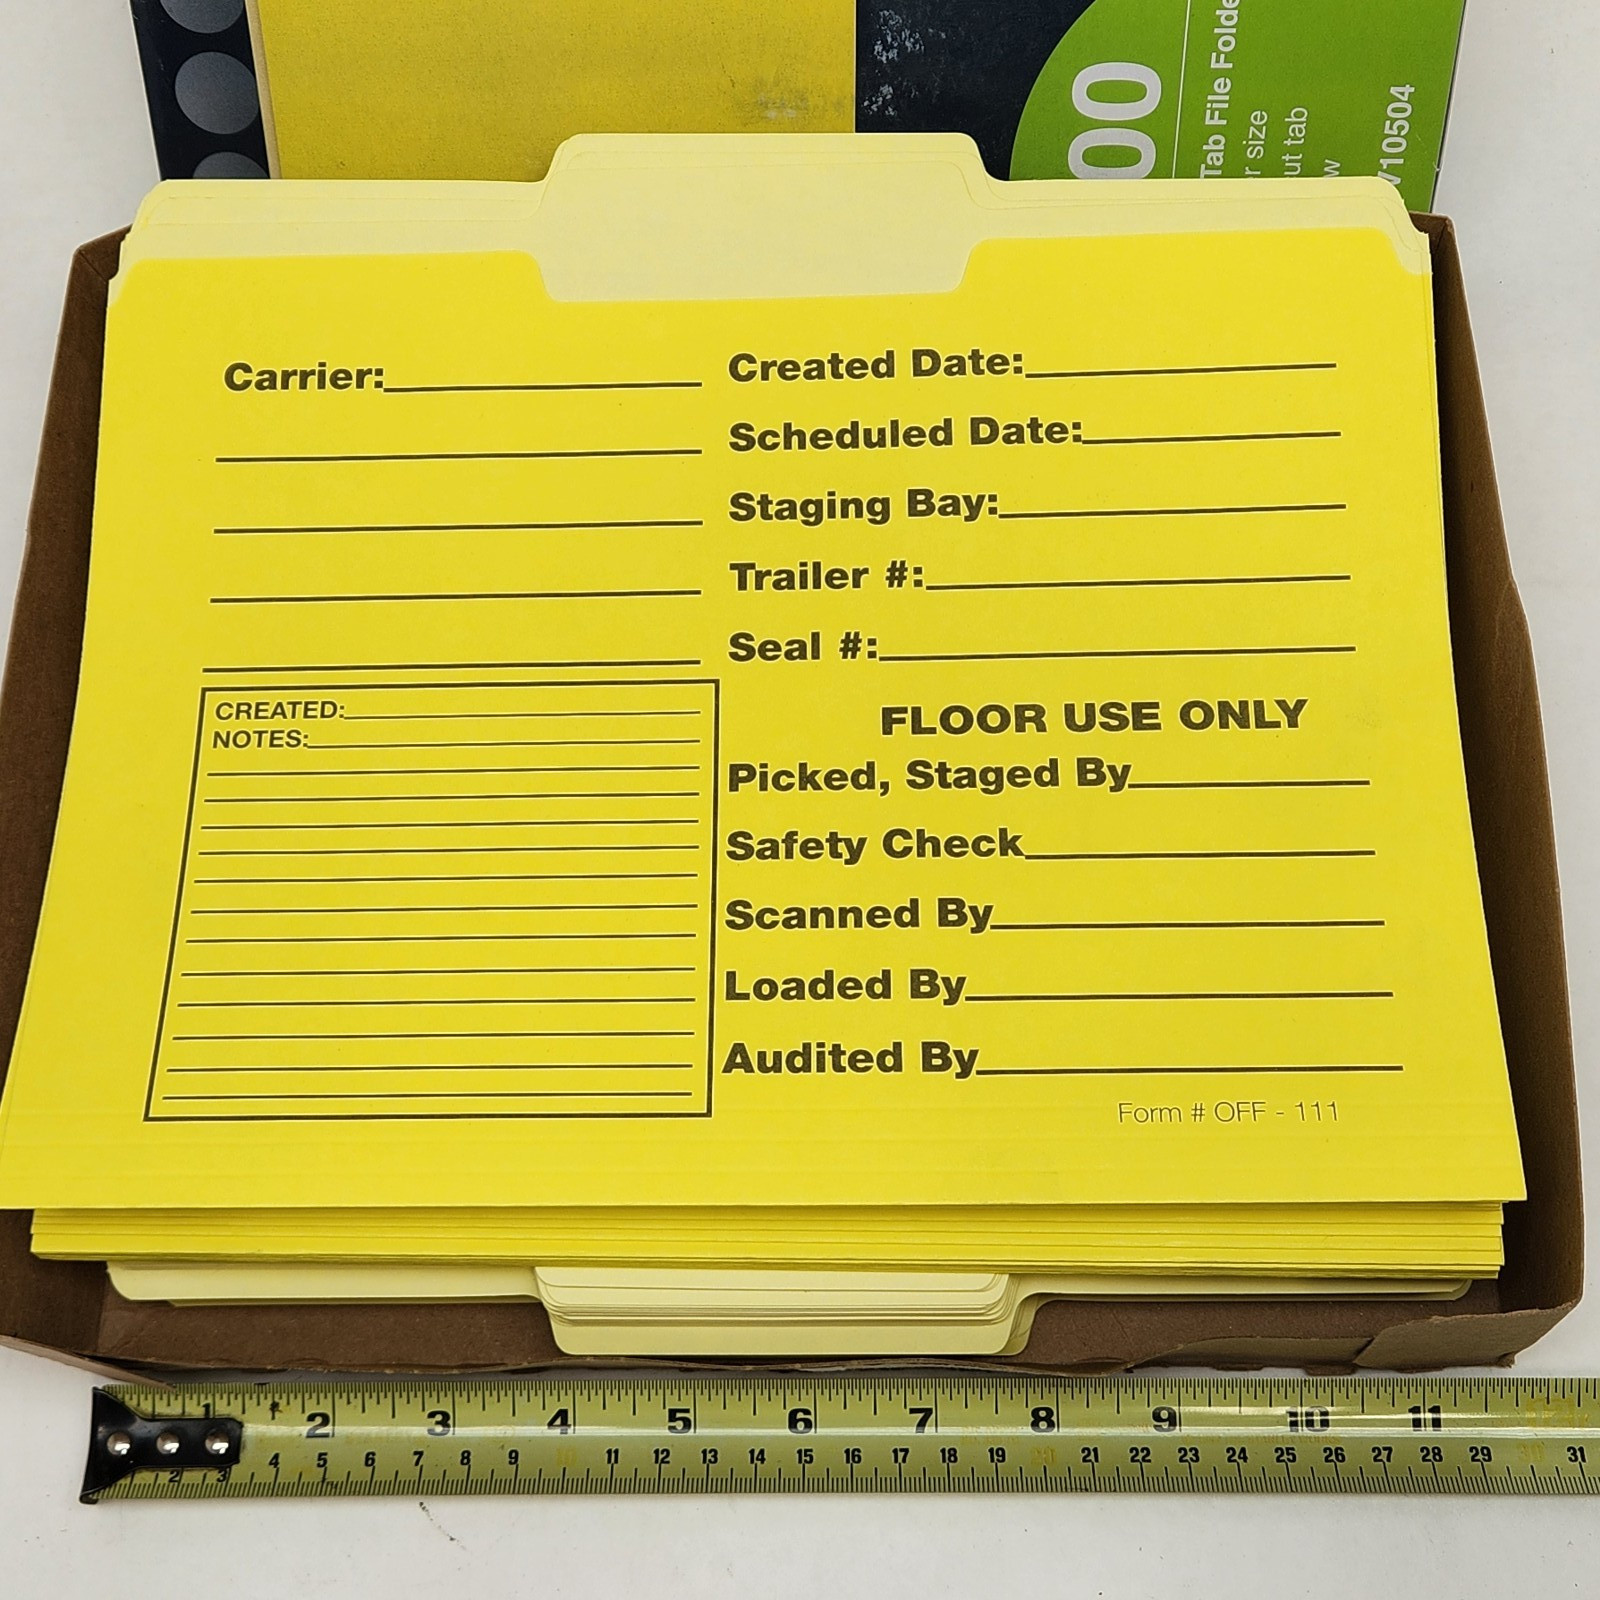 00
Tab File Folde
r size
ut tab
w
10504
Carrier:
Created Date:
Scheduled Date:
Staging Bay:
Trailer #:
Seal #:
CREATED:
NOTES:
FLOOR USE ONLY
Picked, Staged By
Safety Check
Scanned By
Loaded By
Audited By
Form # OFF - 111
1 2 3 4 5 6 7 8 9 10 11
2 3 4 5 6 7 8 9 10 11 12 13 14 15 16 17 18 19 20 21 22 23 24 25 26 27 28 29 30 31